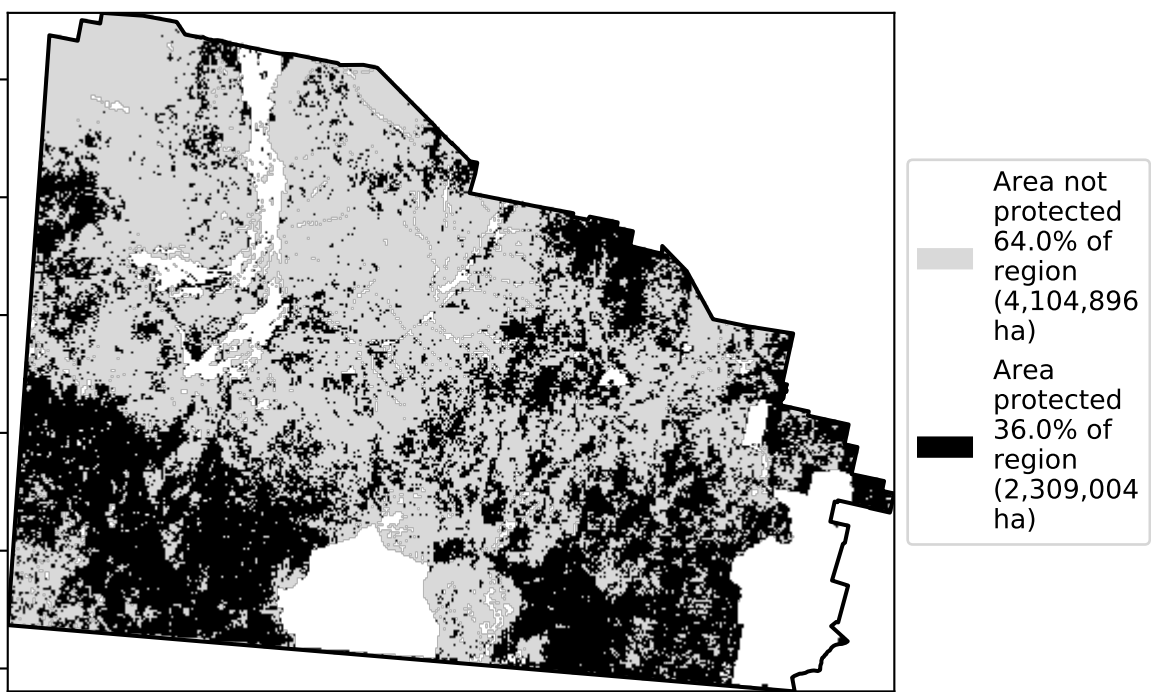 Area not
protected
64.0% of
region
(4,104,896
ha)
Area
protected
36.0% of
region
(2,309,004
ha)